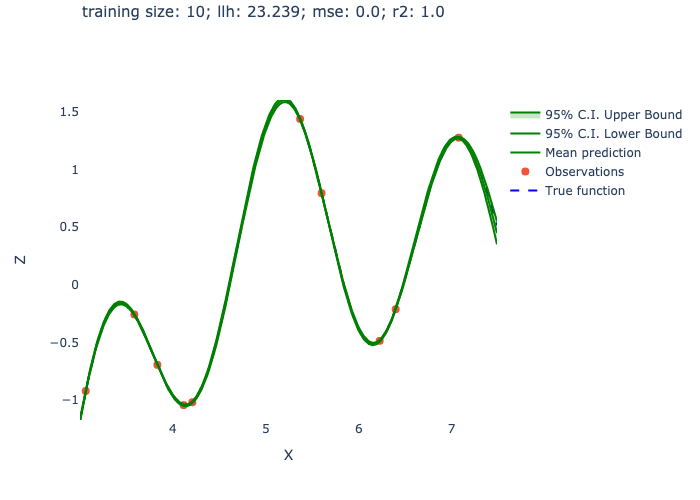 training size: 10; llh: 23.239; mse: 0.0; r2: 1.0
1.5
1
0.5
0
−0.5
−1
Z
4
5
6
7
X
95% C.I. Upper Bound
95% C.I. Lower Bound
Mean prediction
Observations
True function